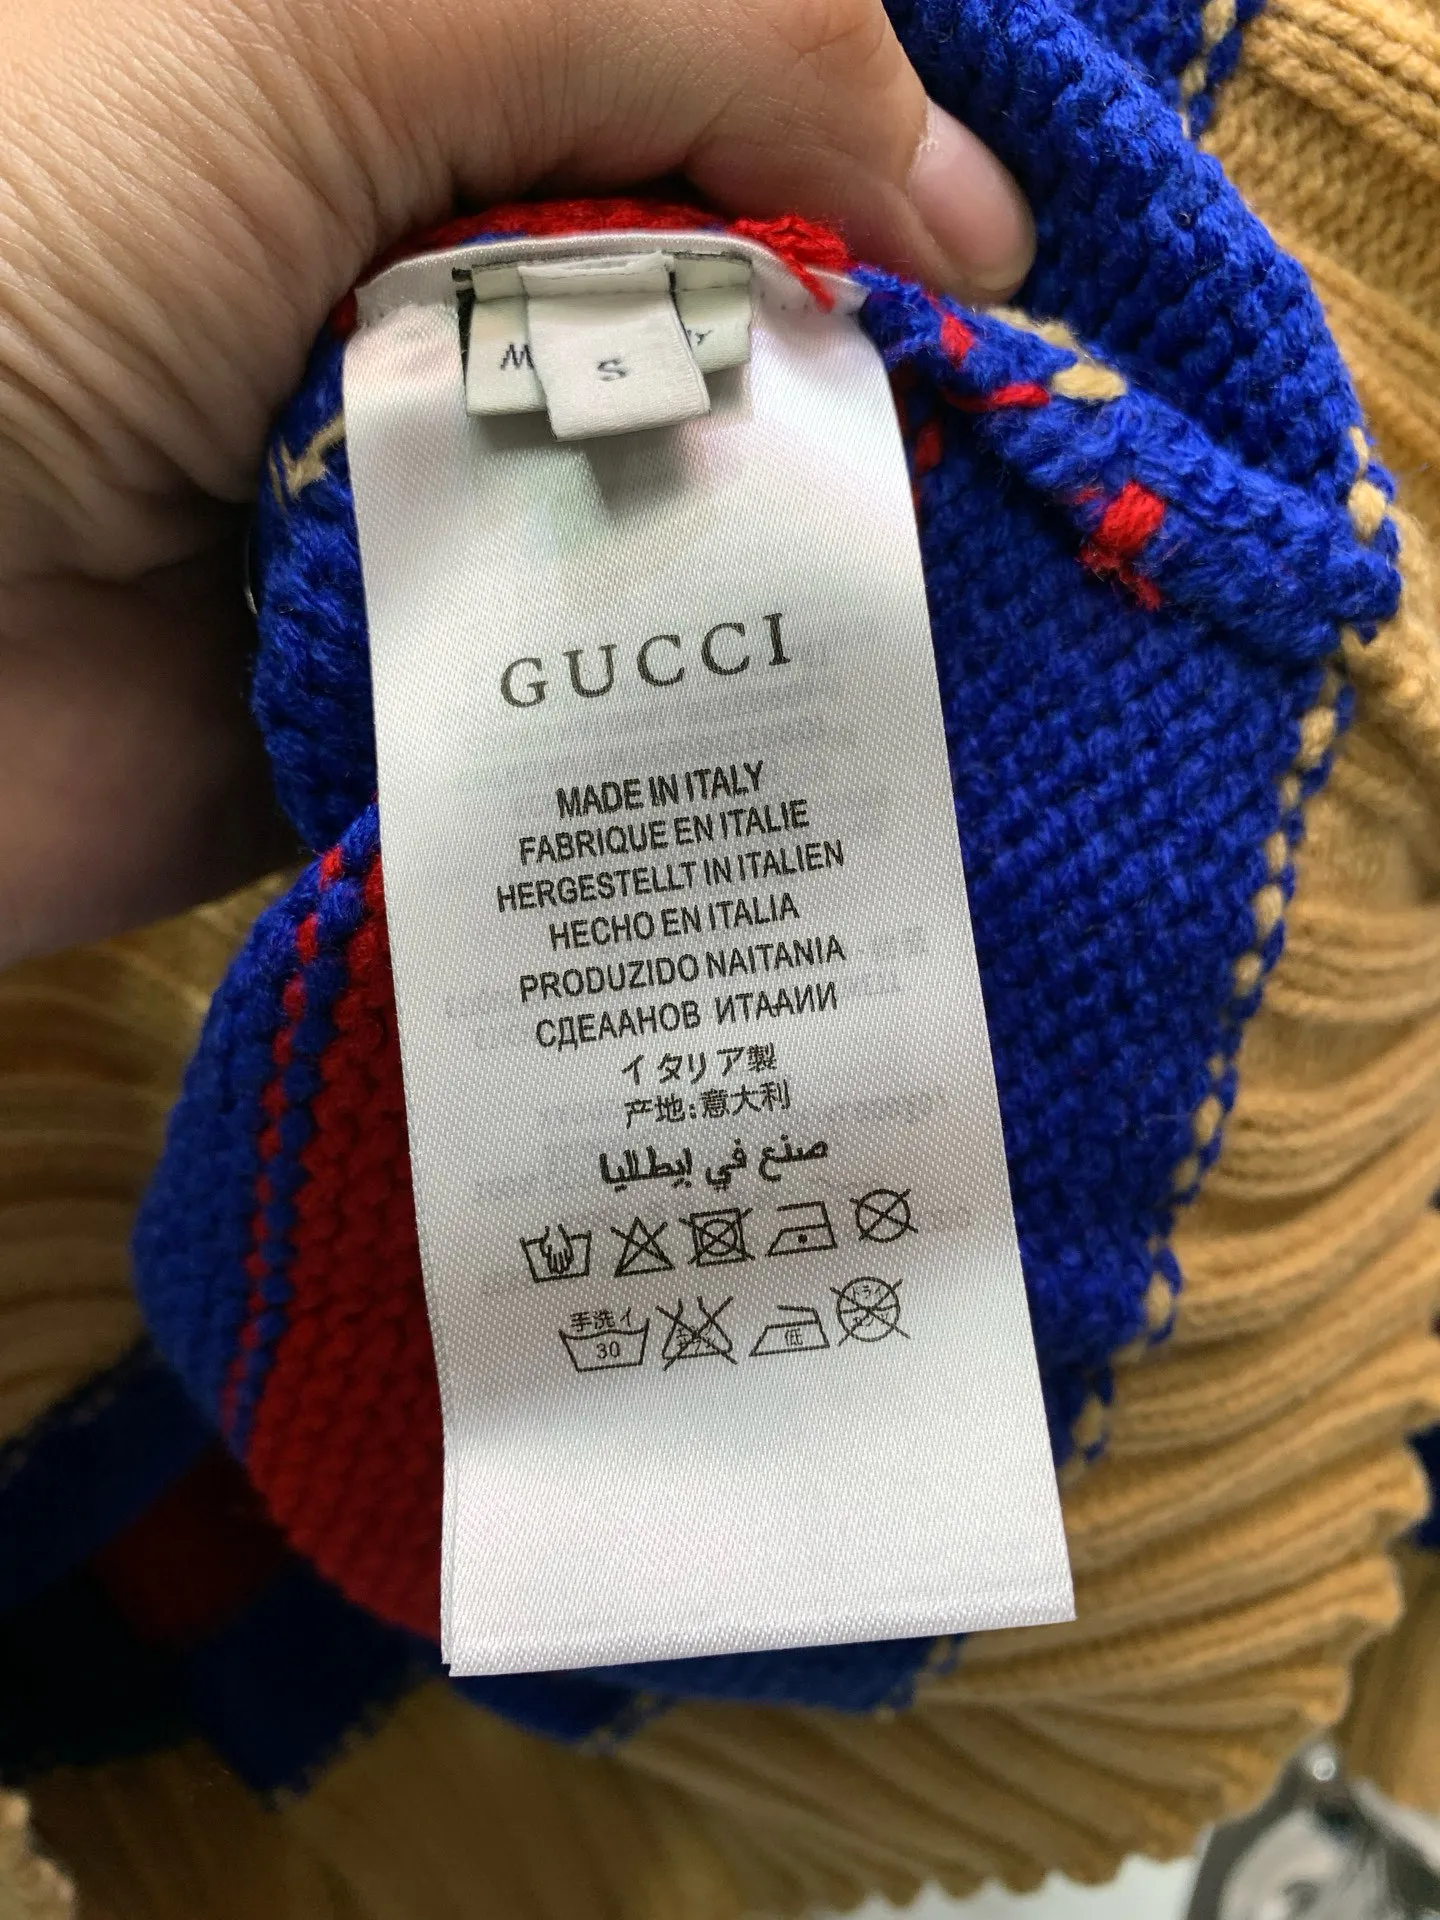 S
GUCCI
MADE IN ITALY
FABRIQUE EN ITALIE
HERGESTELLT IN ITALIEN
HECHO EN ITALIA
PRODUZIDO NAITANIA
СДЕААНОВ ИТААИИ
イタリア製
产地:意大利
صنع في إيطاليا
手洗イ
30
低